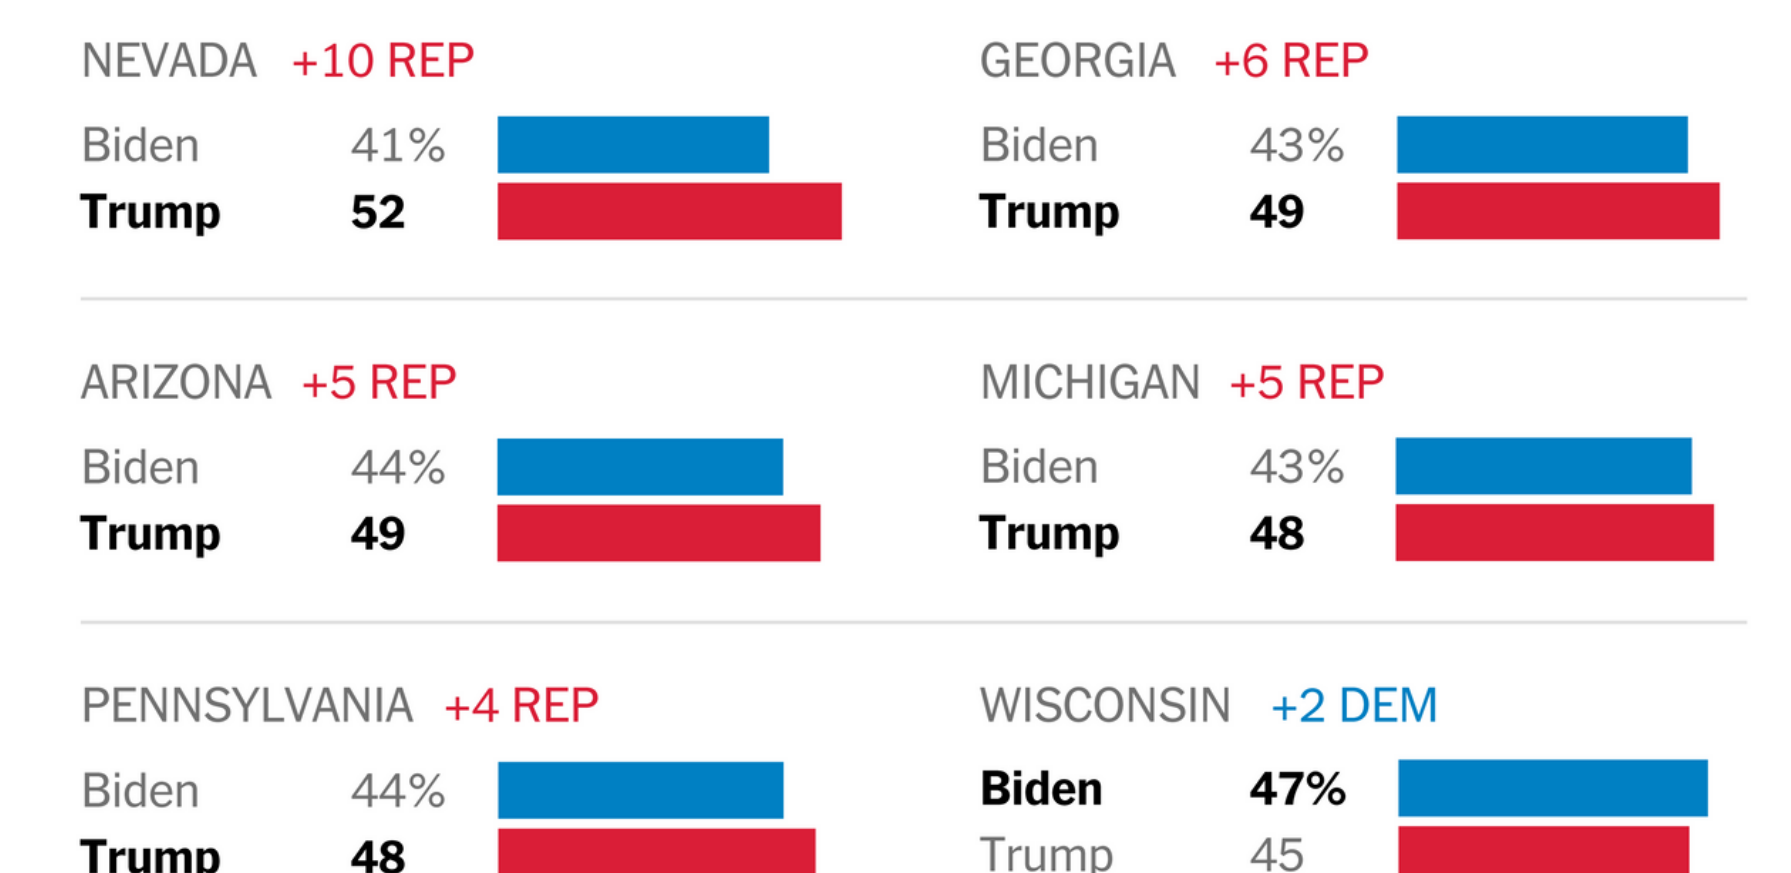 NEVADA +10 REP
Biden 41%
Trump 52
GEORGIA +6 REP
Biden 43%
Trump 49
ARIZONA +5 REP
Biden 44%
Trump 49
MICHIGAN +5 REP
Biden 43%
Trump 48
PENNSYLVANIA +4 REP
Biden 44%
Trump 48
WISCONSIN +2 DEM
Biden 47%
Trump 45